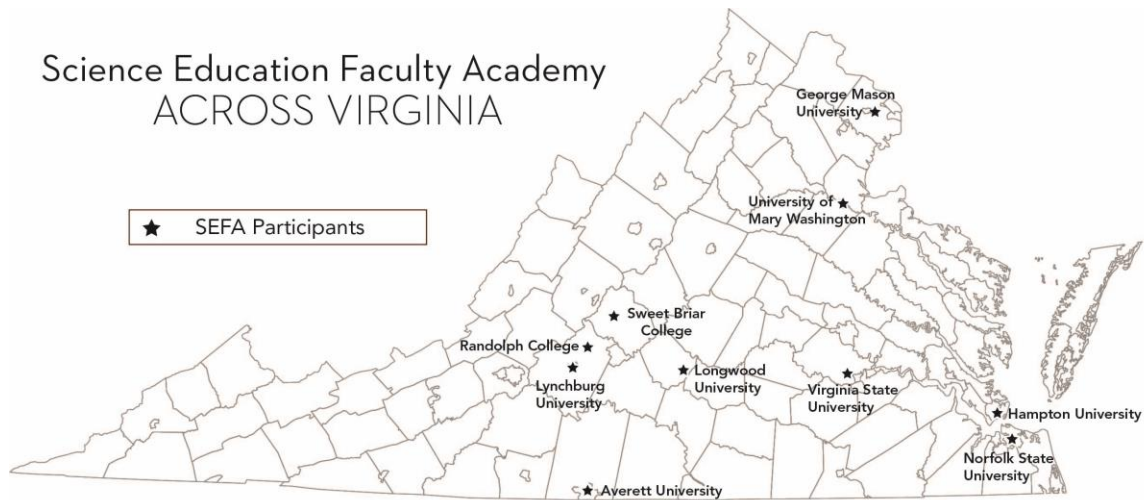 Science Education Faculty Academy
ACROSS VIRGINIA
George Mason
University
University of
Mary Washington
SEFA Participants
Sweet Briar
College
Randolph College
Lynchburg
University
Longwood
University
Virginia State
University
Hampton University
Norfolk State
University
Averett University